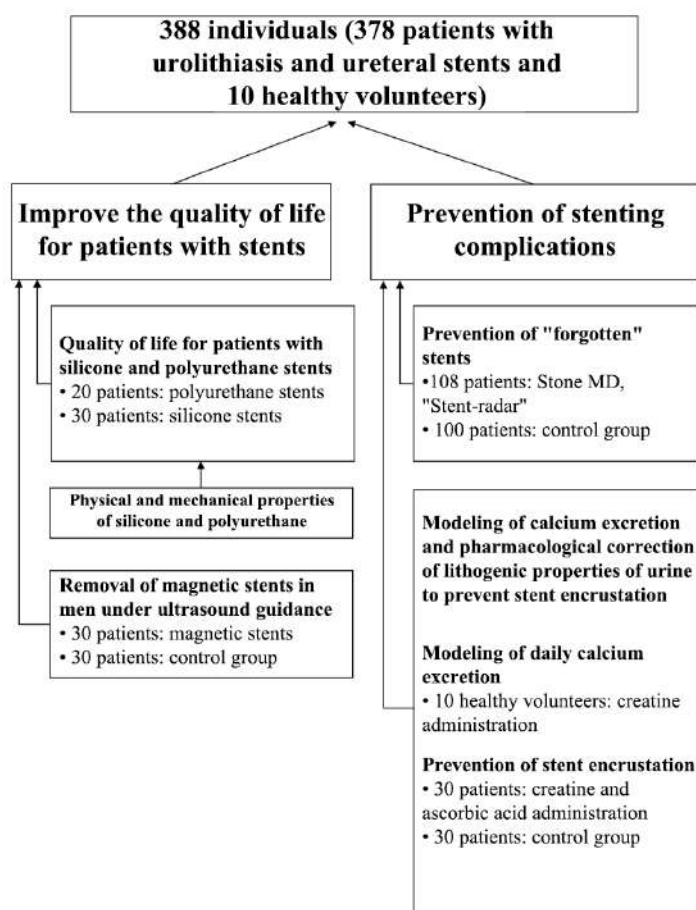 388 individuals (378 patients with
urolithiasis and ureteral stents and
10 healthy volunteers)
Improve the quality of life
for patients with stents
Quality of life for patients with
silicone and polyurethane stents
• 20 patients: polyurethane stents
• 30 patients: silicone stents
Physical and mechanical properties
of silicone and polyurethane
Removal of magnetic stents in
men under ultrasound guidance
• 30 patients: magnetic stents
• 30 patients: control group
Prevention of stenting
complications
Prevention of "forgotten"
stents
•108 patients: Stone MD,
"Stent-radar"
• 100 patients: control group
Modeling of calcium excretion
and pharmacological correction
of lithogenic properties of urine
to prevent stent encrustation
Modeling of daily calcium
excretion
• 10 healthy volunteers: creatine
administration
Prevention of stent encrustation
• 30 patients: creatine and
ascorbic acid administration
• 30 patients: control group